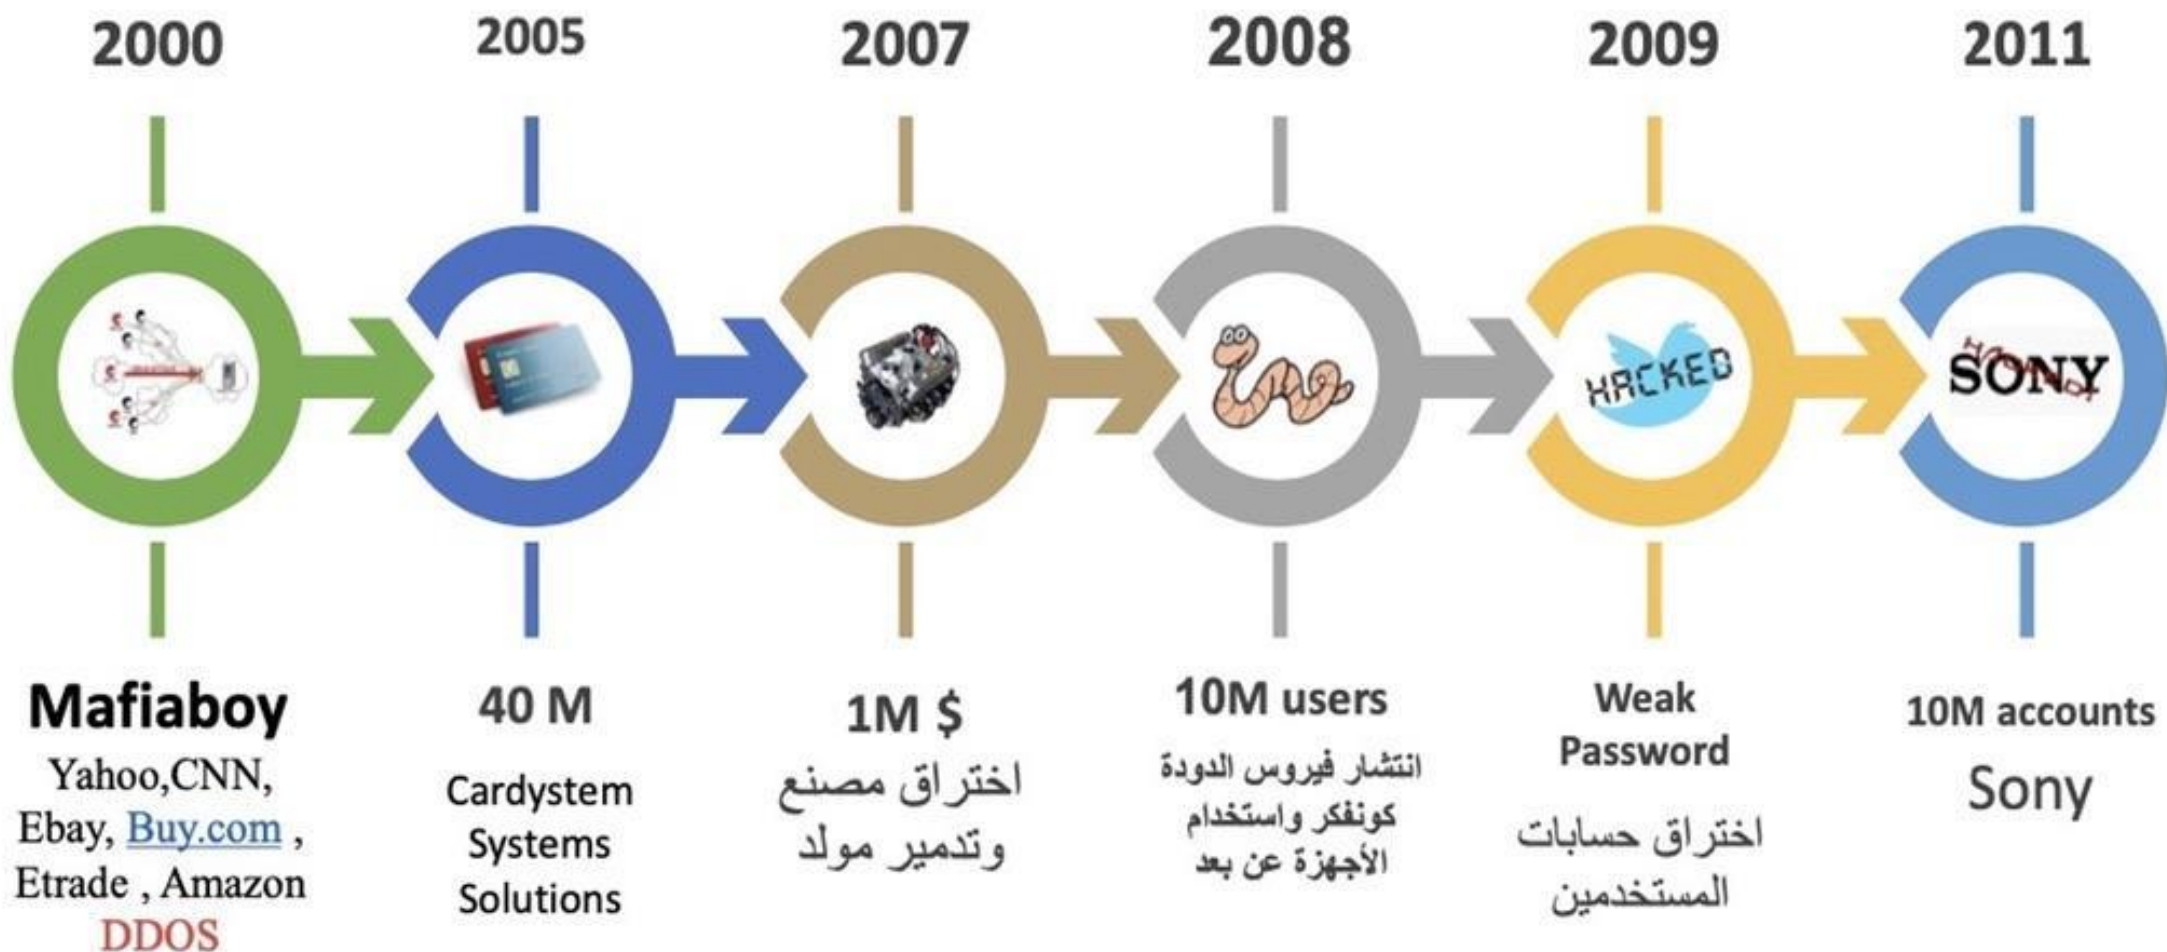 2000
2005
2007
2008
2009
2011
HACKED
SONY
Mafiaboy
Yahoo,CNN,
Ebay, Buy.com ,
Etrade , Amazon
DDOS
40 M
Cardystem
Systems
Solutions
1M $
اختراق مصنع
وتدمير مولد
10M users
انتشار فيروس الدودة
كونفكر واستخدام
الأجهزة عن بعد
Weak
Password
اختراق حسابات
المستخدمين
10M accounts
Sony